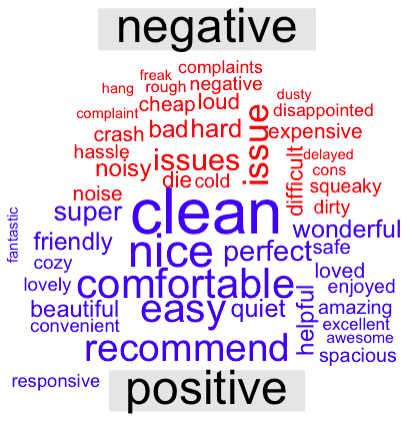 negative
freak complaints
hang rough negative
cheap loud dusty
complaint issue disappointed
crash bad hard expensive
hassle issues delayed
noisy difficult cons
die cold squeaky
noise dirty
super clean wonderful
fantastic friendly nice perfect safe
cozy loved
lovely comfortable enjoyed
beautiful easy quiet helpful amazing
convenient excellent
recommend awesome
spacious
responsive
positive